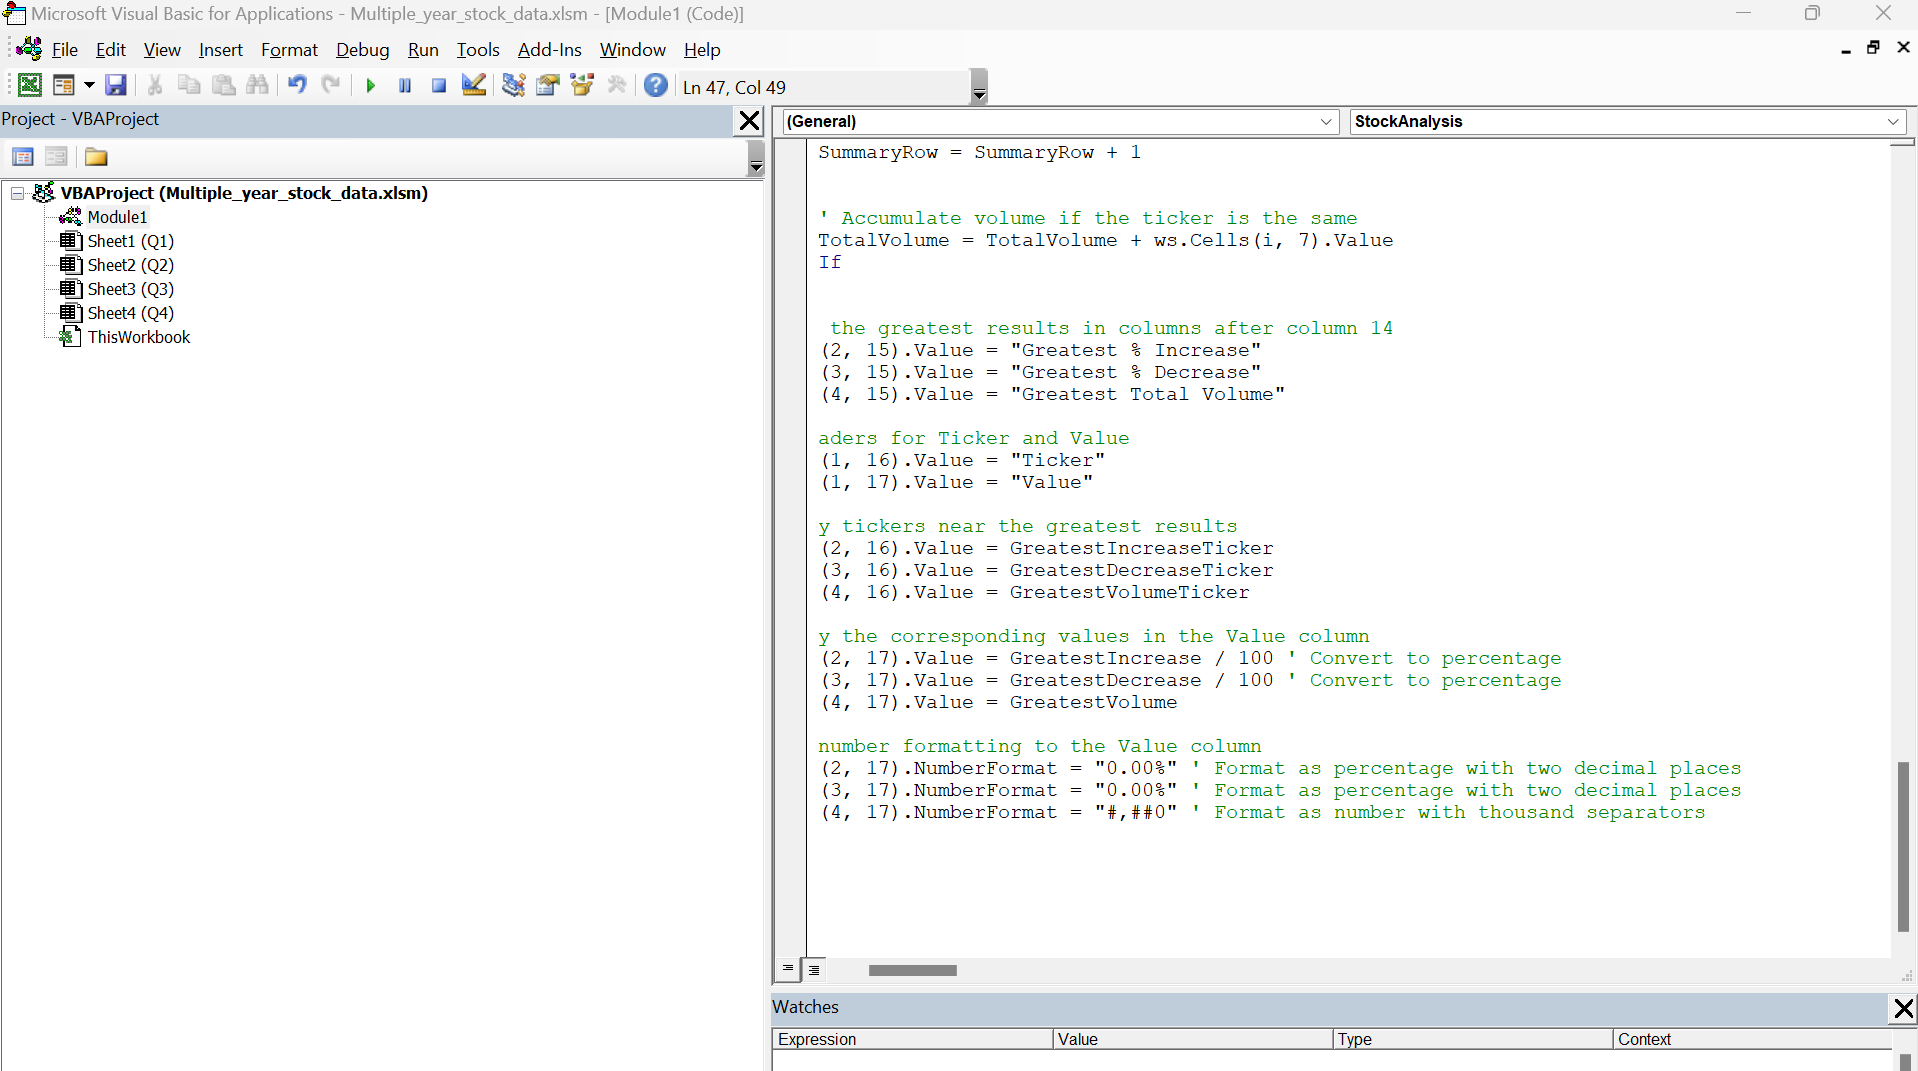 Microsoft Visual Basic for Applications - Multiple_year_stock_data.xlsm - [Module1 (Code)]
File Edit View Insert Format Debug Run Tools Add-Ins Window Help
Ln 47, Col 49
Project - VBAProject
VBAProject (Multiple_year_stock_data.xlsm)
Module1
Sheet1 (Q1)
Sheet2 (Q2)
Sheet3 (Q3)
Sheet4 (Q4)
ThisWorkbook
(General) StockAnalysis
SummaryRow = SummaryRow + 1
' Accumulate volume if the ticker is the same
TotalVolume = TotalVolume + ws.Cells(i, 7).Value
If
the greatest results in columns after column 14
(2, 15).Value = "Greatest % Increase"
(3, 15).Value = "Greatest % Decrease"
(4, 15).Value = "Greatest Total Volume"
aders for Ticker and Value
(1, 16).Value = "Ticker"
(1, 17).Value = "Value"
y tickers near the greatest results
(2, 16).Value = GreatestIncreaseTicker
(3, 16).Value = GreatestDecreaseTicker
(4, 16).Value = GreatestVolumeTicker
y the corresponding values in the Value column
(2, 17).Value = GreatestIncrease / 100 ' Convert to percentage
(3, 17).Value = GreatestDecrease / 100 ' Convert to percentage
(4, 17).Value = GreatestVolume
number formatting to the Value column
(2, 17).NumberFormat = "0.00%" ' Format as percentage with two decimal places
(3, 17).NumberFormat = "0.00%" ' Format as percentage with two decimal places
(4, 17).NumberFormat = "#,##0" ' Format as number with thousand separators
Watches
Expression Value Type Context